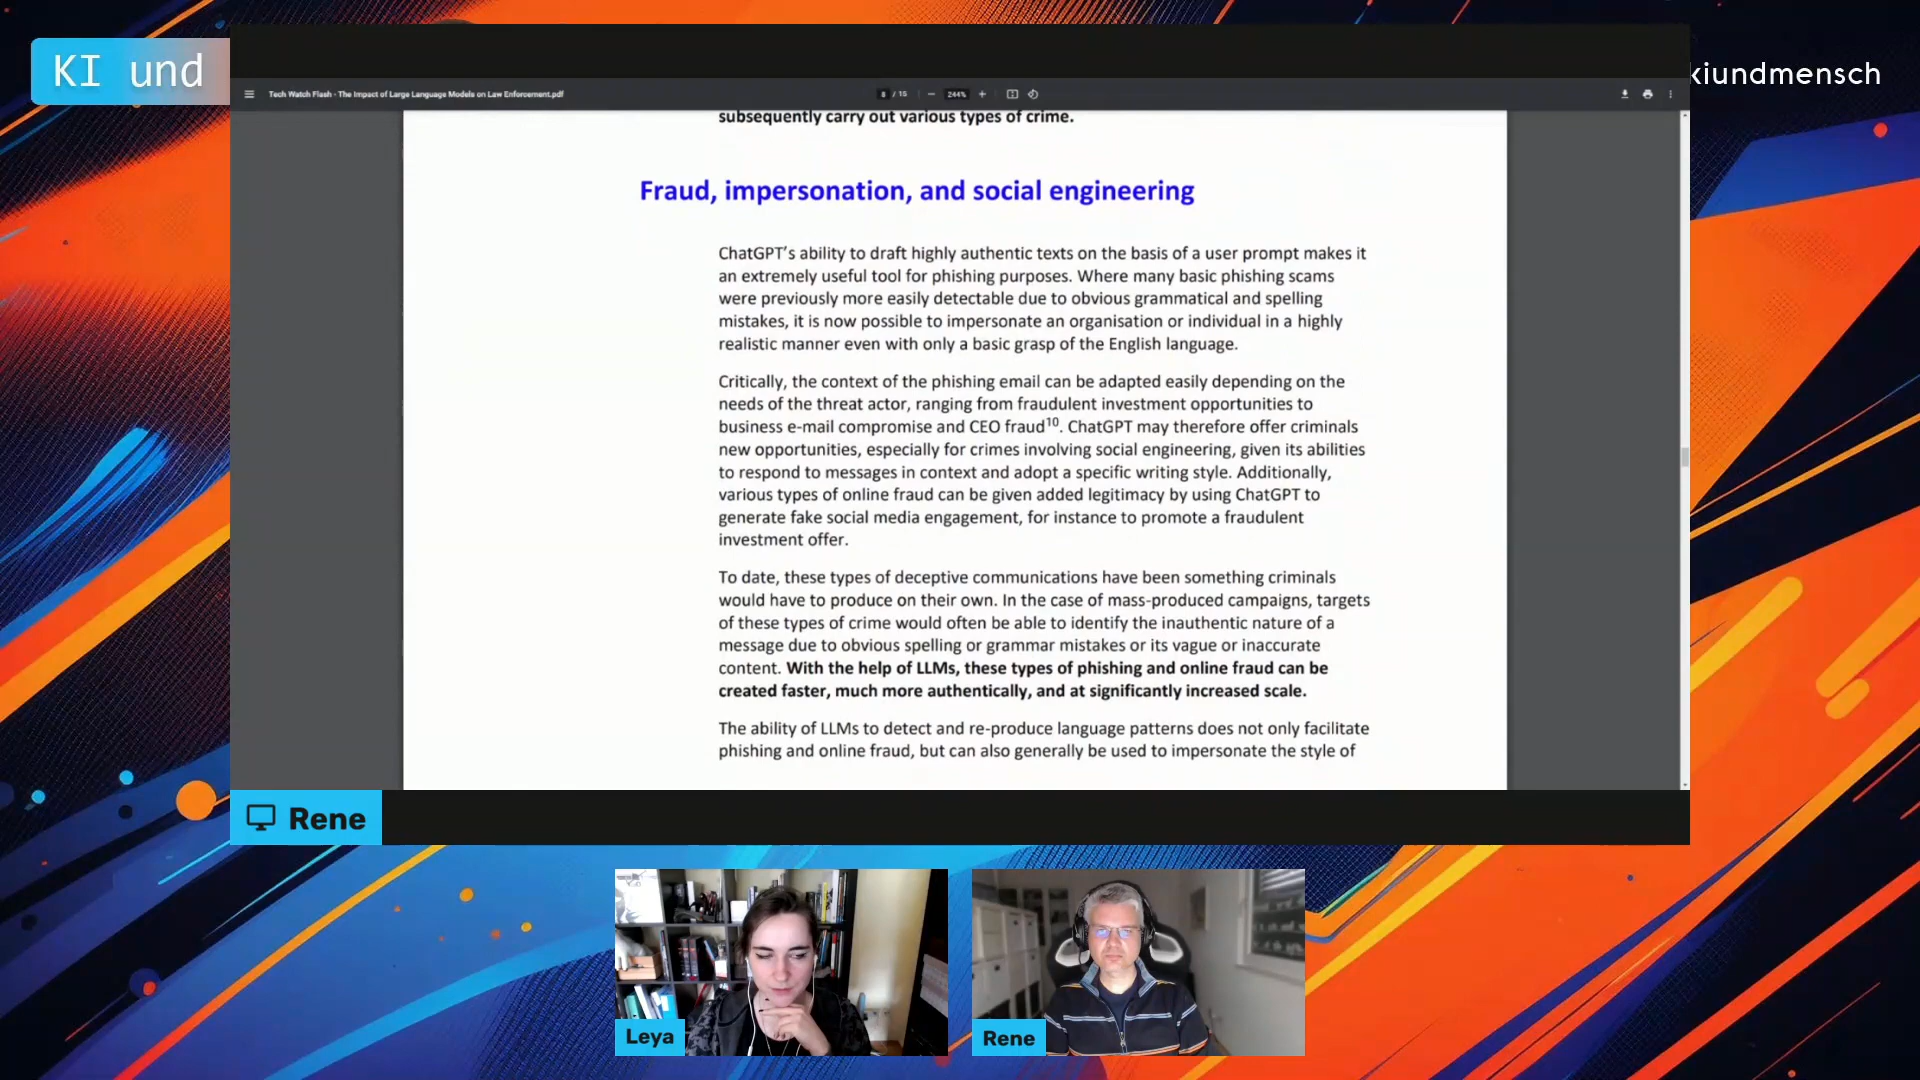 KI und
kiundmensch
Tech Watch Flash - The Impact of Large Language Models on Law Enforcement.pdf
8 / 15
244%
subsequently carry out various types of crime.
Fraud, impersonation, and social engineering
ChatGPT’s ability to draft highly authentic texts on the basis of a user prompt makes it
an extremely useful tool for phishing purposes. Where many basic phishing scams
were previously more easily detectable due to obvious grammatical and spelling
mistakes, it is now possible to impersonate an organisation or individual in a highly
realistic manner even with only a basic grasp of the English language.
Critically, the context of the phishing email can be adapted easily depending on the
needs of the threat actor, ranging from fraudulent investment opportunities to
business e-mail compromise and CEO fraud10. ChatGPT may therefore offer criminals
new opportunities, especially for crimes involving social engineering, given its abilities
to respond to messages in context and adopt a specific writing style. Additionally,
various types of online fraud can be given added legitimacy by using ChatGPT to
generate fake social media engagement, for instance to promote a fraudulent
investment offer.
To date, these types of deceptive communications have been something criminals
would have to produce on their own. In the case of mass-produced campaigns, targets
of these types of crime would often be able to identify the inauthentic nature of a
message due to obvious spelling or grammar mistakes or its vague or inaccurate
content. With the help of LLMs, these types of phishing and online fraud can be
created faster, much more authentically, and at significantly increased scale.
The ability of LLMs to detect and re-produce language patterns does not only facilitate
phishing and online fraud, but can also generally be used to impersonate the style of
Rene
Leya
Rene